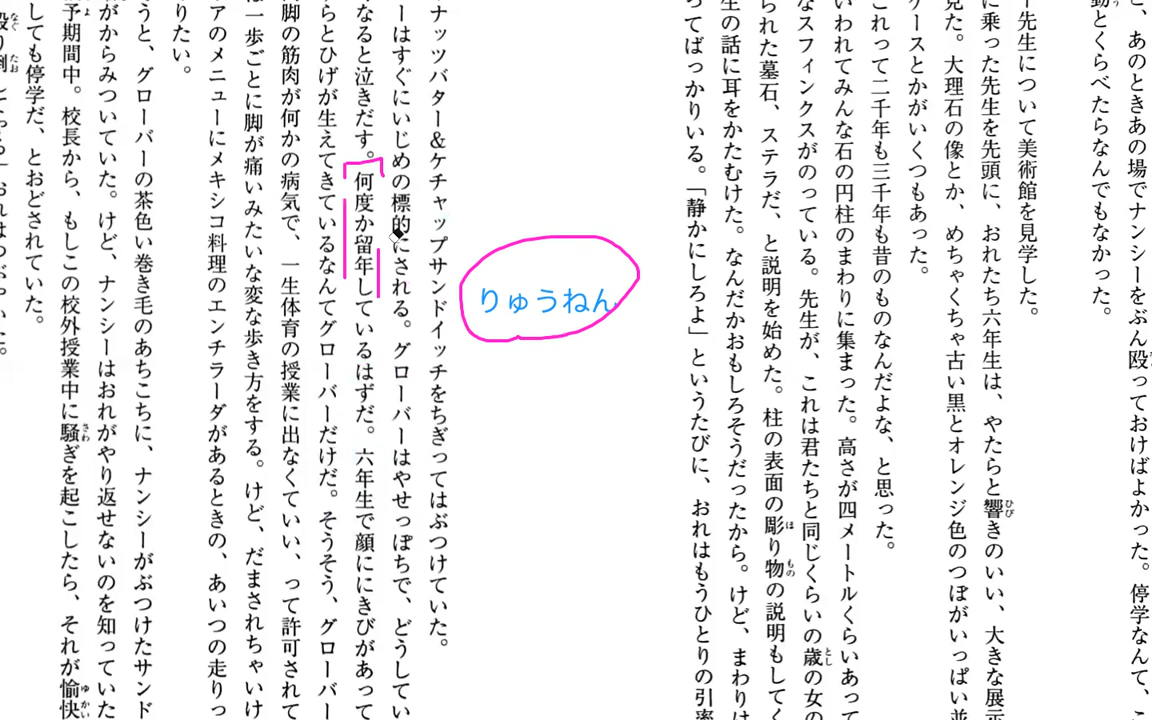 、あのときあの場でナンシーをぶん殴っておけばよかった。停学なんて、
動とくらべたらなんでもなかった。
先生について美術館を見学した。
に乗った先生を先頭に、おれたち六年生は、やたらと響きのいい、大きな展示
見た。大理石の像とか、めちゃくちゃ古い黒とオレンジ色のつぼがいっぱい並
ケースとかがいくつもあった。
これって二千年も三千年も昔のものなんだよな、と思った。
いわれてみんな石の円柱のまわりに集まった。高さが四メートルくらいあって
なスフィンクスがのっている。先生が、これは君たちと同じくらいの歳の女の
られた墓石、ステラだ、と説明を始めた。柱の表面の彫り物の説明もしてく
生の話に耳をかたむけた。なんだかおもしろそうだったから。けど、まわりは
ってばっかりいる。「静かにしろよ」というたびに、おれはもうひとりの引率
りゅうねん
ナッツバター＆ケチャップサンドイッチをちぎってはぶつけていた。
ーはすぐにいじめの標的にされる。グローバーはやせっぽちで、どうしてい
なると泣きだす。何度か留年しているはずだ。六年生で顔ににきびがあって
らとひげが生えてきているなんてグローバーだけだ。そうそう、グローバー
脚の筋肉が何かの病気で、一生体育の授業に出なくていい、って許可されて
は一歩ごとに脚が痛いみたいな変な歩き方をする。けど、だまされちゃいけ
アのメニューにメキシコ料理のエンチラーダがあるときの、あいつの走りっ
りたい。
うと、グローバーの茶色い巻き毛のあちこちに、ナンシーがぶつけたサンド
がからみついていた。けど、ナンシーはおれがやり返せないのを知っていた
予期間中。校長から、もしこの校外授業中に騒ぎを起こしたら、それが愉快
しても停学だ、とおどされていた。